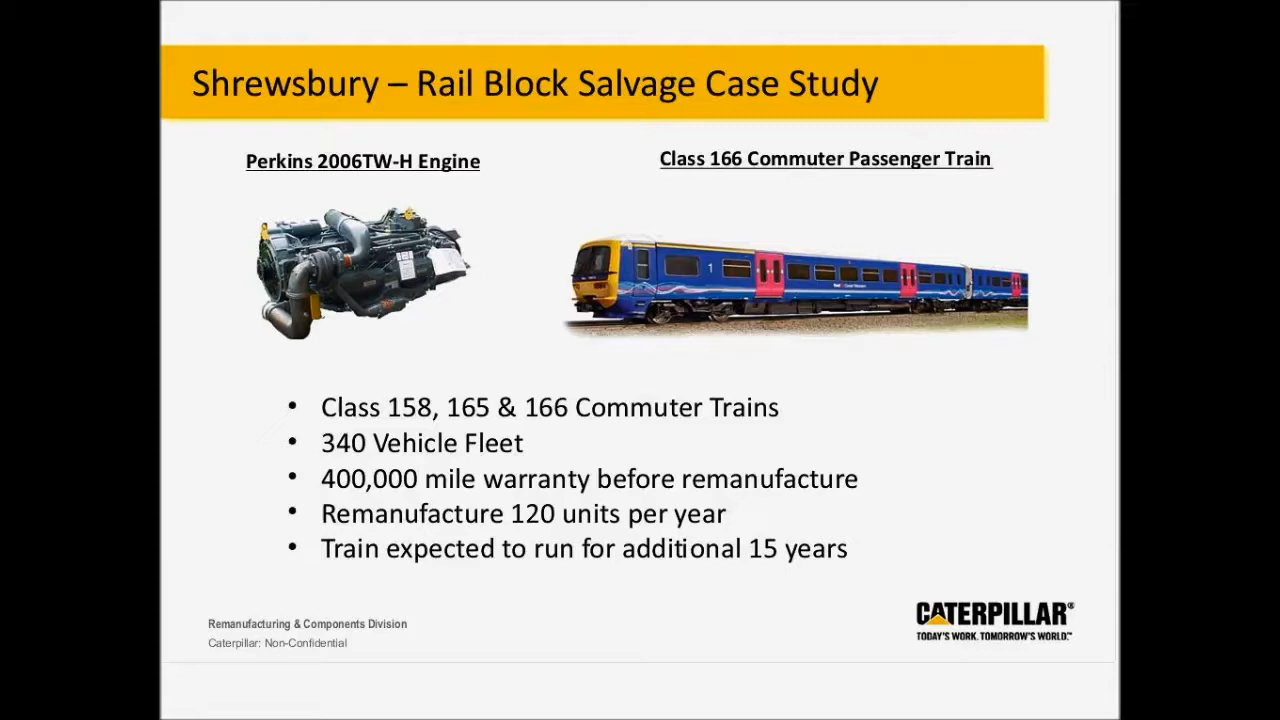 Shrewsbury – Rail Block Salvage Case Study
Perkins 2006TW-H Engine
Class 166 Commuter Passenger Train
1
• Class 158, 165 & 166 Commuter Trains
• 340 Vehicle Fleet
• 400,000 mile warranty before remanufacture
• Remanufacture 120 units per year
• Train expected to run for additional 15 years
Remanufacturing & Components Division
Caterpillar: Non-Confidential
CATERPILLAR®
TODAY'S WORK. TOMORROW'S WORLD.™